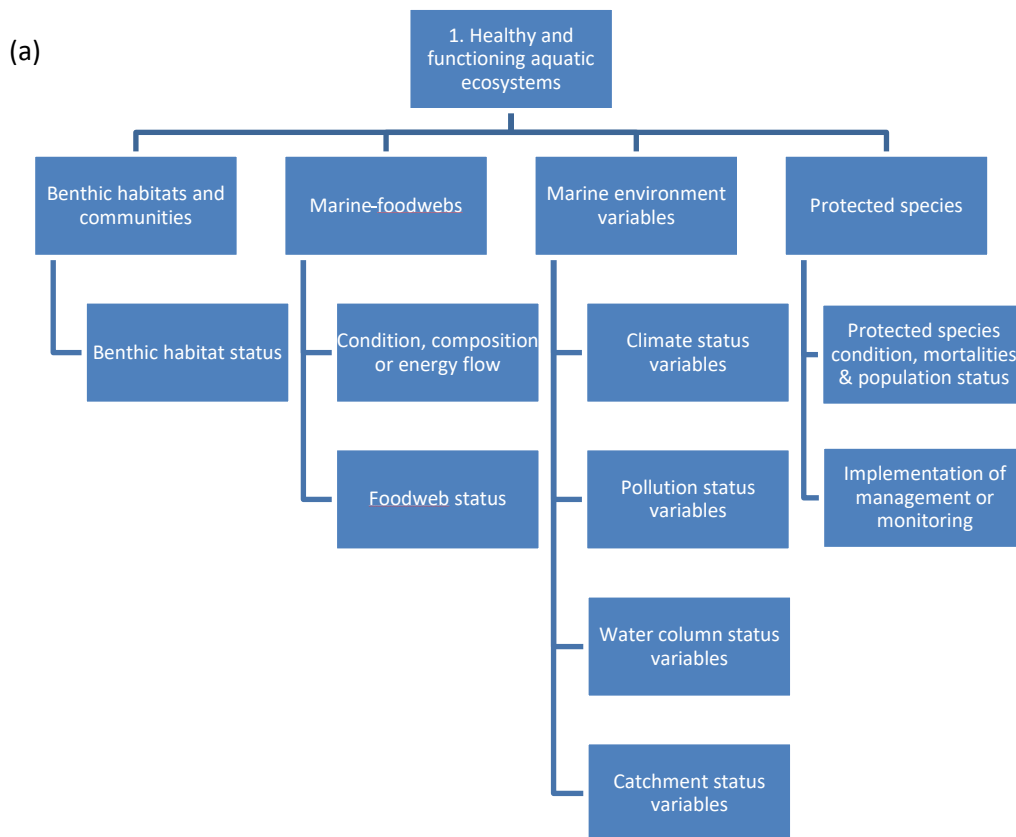 (a)
1. Healthy and
functioning aquatic
ecosystems
Benthic habitats and
communities
Marine-foodwebs
Marine environment
variables
Protected species
Benthic habitat status
Condition, composition
or energy flow
Climate status
variables
Protected species
condition, mortalities
& population status
Foodweb status
Pollution status
variables
Implementation of
management or
monitoring
Water column status
variables
Catchment status
variables